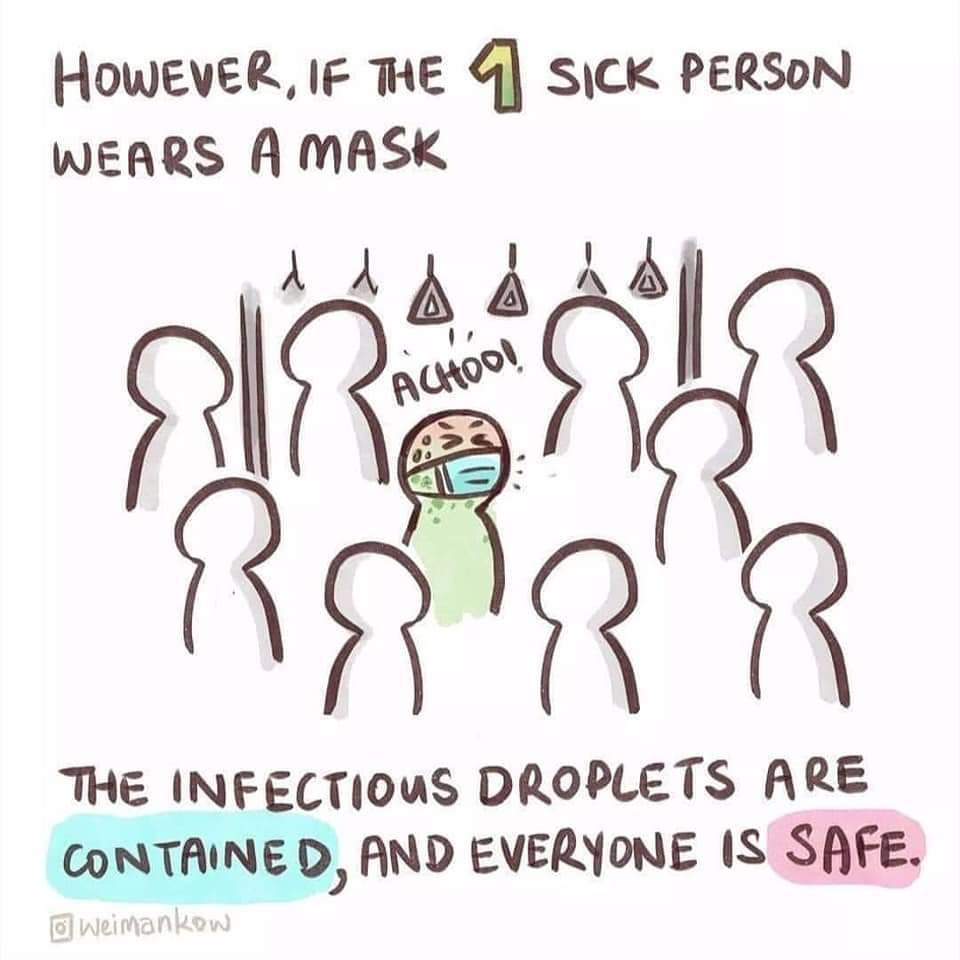 HOWEVER, IF THE 1 SICK PERSON
WEARS A MASK
ACHOO!
THE INFECTIOUS DROPLETS ARE
CONTAINED, AND EVERYONE IS SAFE.
weimankow